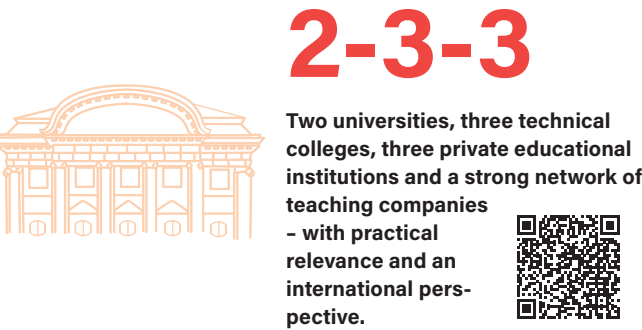 2-3-3
Two universities, three technical
colleges, three private educational
institutions and a strong network of
teaching companies
– with practical
relevance and an
international pers-
pective.